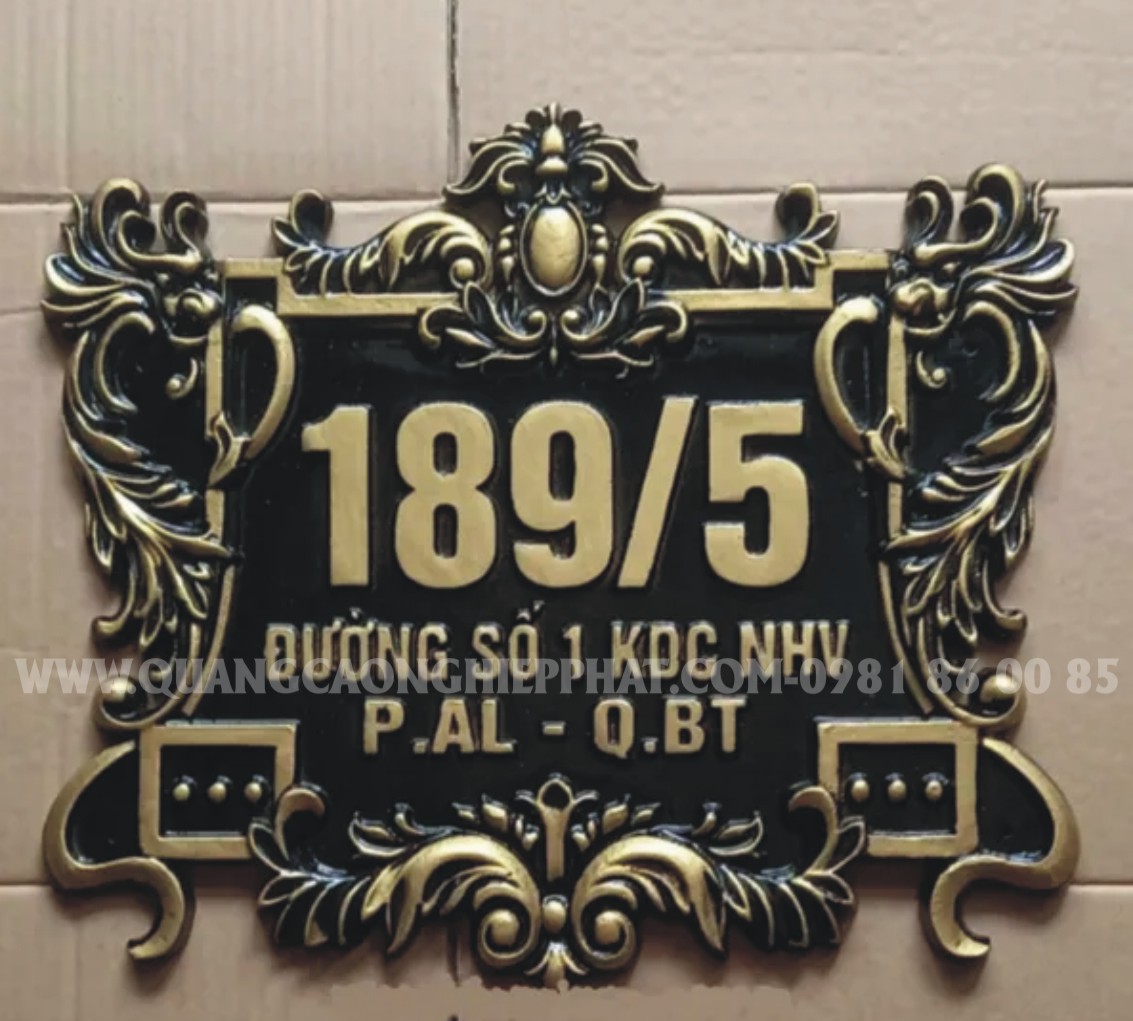 189/5
ĐƯỜNG SỐ 1 KDC NHV
WWW.QUANGCAONGHIEPPHAT.COM-0981 86 00 85
P.AL - Q.BT